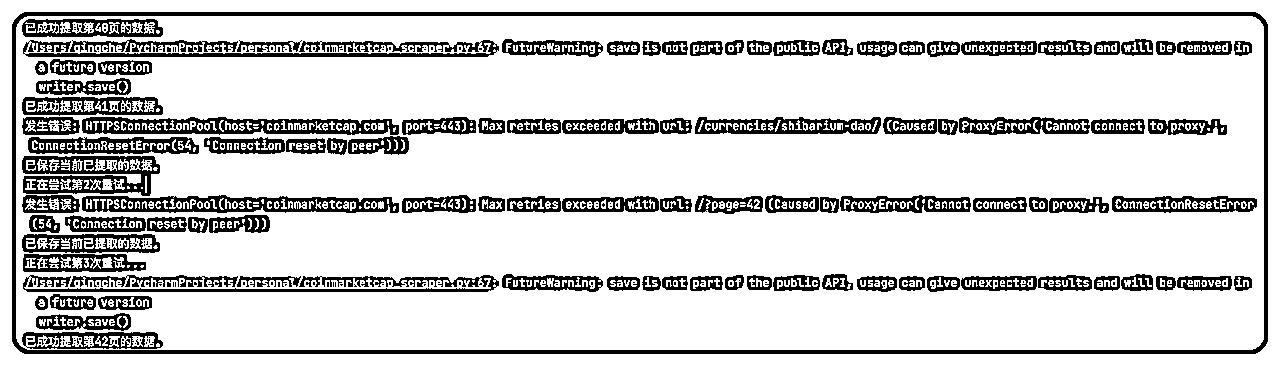 已成功提取第40页的数据。
/Users/qingche/PycharmProjects/personal/coinmarketcap_scraper.py:67: FutureWarning: save is not part of the public API, usage can give unexpected results and will be removed in
a future version
writer.save()
已成功提取第41页的数据。
发生错误: HTTPSConnectionPool(host='coinmarketcap.com', port=443): Max retries exceeded with url: /currencies/shibarium-dao/ (Caused by ProxyError('Cannot connect to proxy.',
ConnectionResetError(54, 'Connection reset by peer')))
已保存当前已提取的数据。
正在尝试第2次重试...
发生错误: HTTPSConnectionPool(host='coinmarketcap.com', port=443): Max retries exceeded with url: /?page=42 (Caused by ProxyError('Cannot connect to proxy.', ConnectionResetError
(54, 'Connection reset by peer')))
已保存当前已提取的数据。
正在尝试第3次重试...
/Users/qingche/PycharmProjects/personal/coinmarketcap_scraper.py:67: FutureWarning: save is not part of the public API, usage can give unexpected results and will be removed in
a future version
writer.save()
已成功提取第42页的数据。